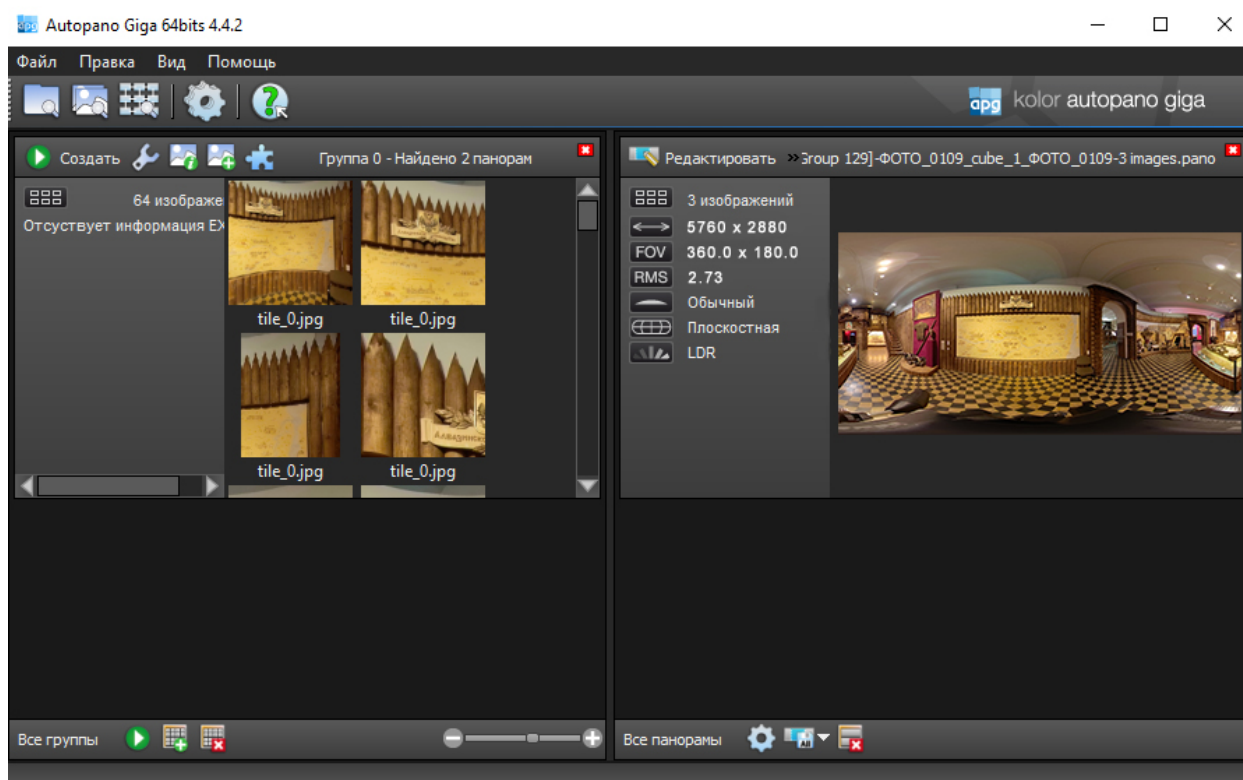 Autopano Giga 64bits 4.4.2
Файл Правка Вид Помощь
apg kolor autopano giga
Создать Группа 0 - Найдено 2 панорам
64 изображе
Отсуствует информация EX
tile_0.jpg tile_0.jpg
tile_0.jpg tile_0.jpg
Все группы
Редактировать »Group 129]-ФОТО_0109_cube_1_ФОТО_0109-3 images.pano
3 изображений
5760 x 2880
FOV 360.0 x 180.0
RMS 2.73
Обычный
Плоскостная
LDR
Все панорамы